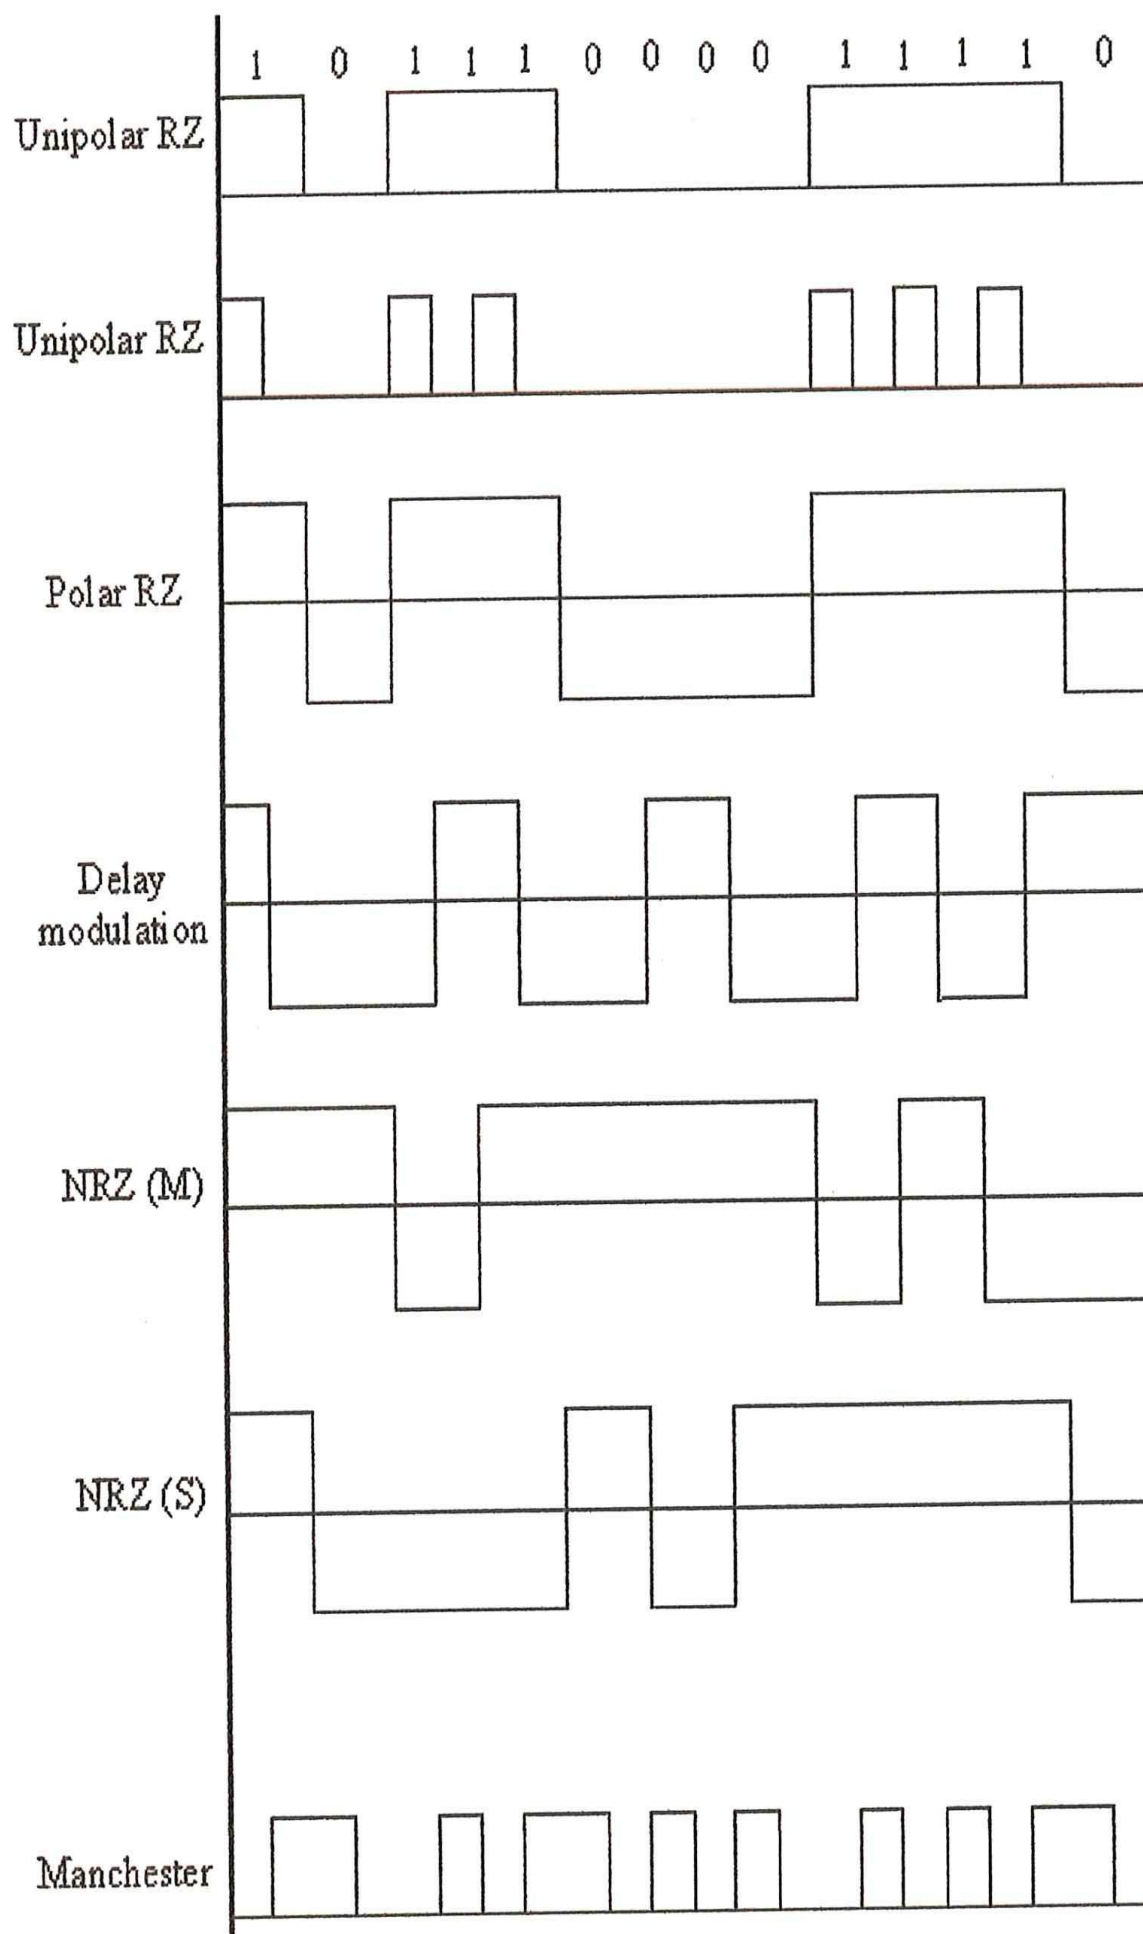 1 0 1 1 1 0 0 0 0 1 1 1 1 0
Unipolar RZ
Unipolar RZ
Polar RZ
Delay
modulation
NRZ (M)
NRZ (S)
Manchester